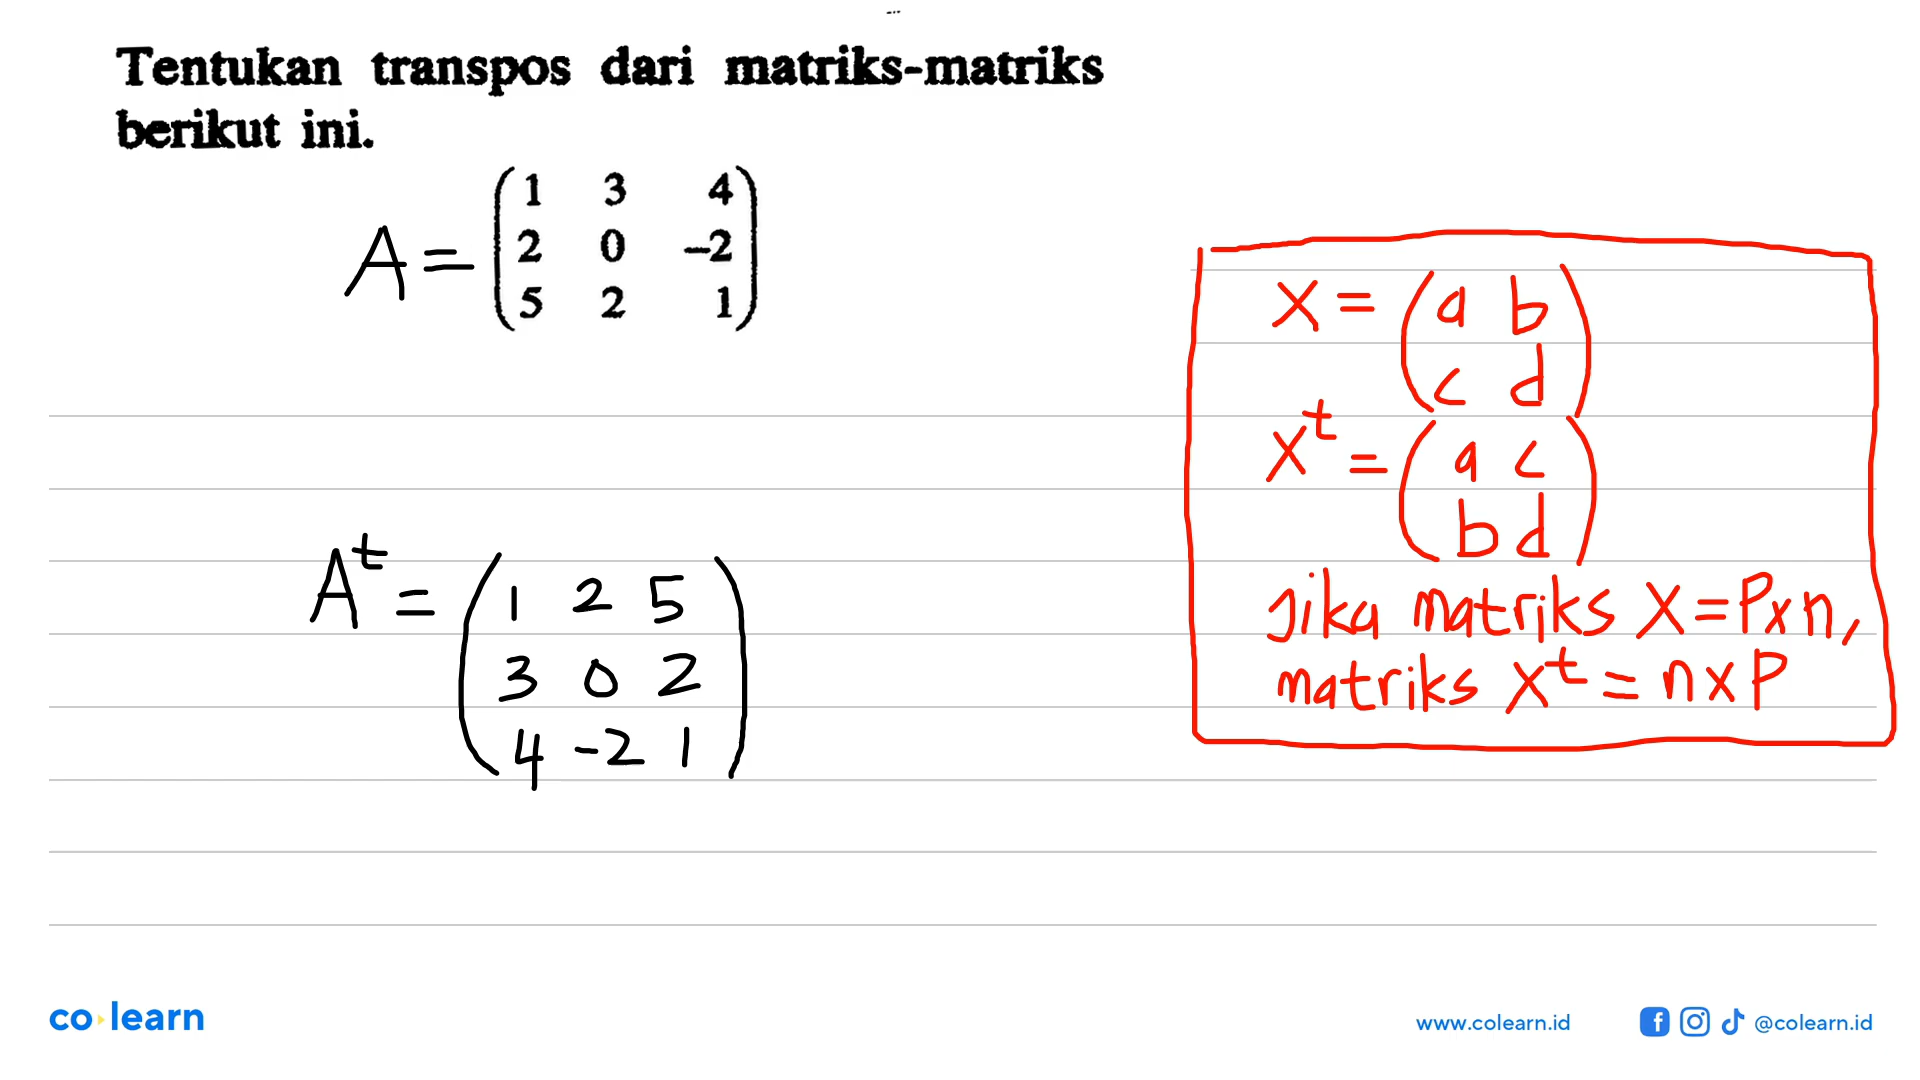 Tentukan transpos dari matriks-matriks
berikut ini.
A = (1 3 4
2 0 -2
5 2 1)
A^t = (1 2 5
3 0 2
4 -2 1)
X = (a b
c d)
X^t = (a c
b d)
Jika matriks X = P x n,
matriks X^t = n x P
co learn
www.colearn.id
@colearn.id